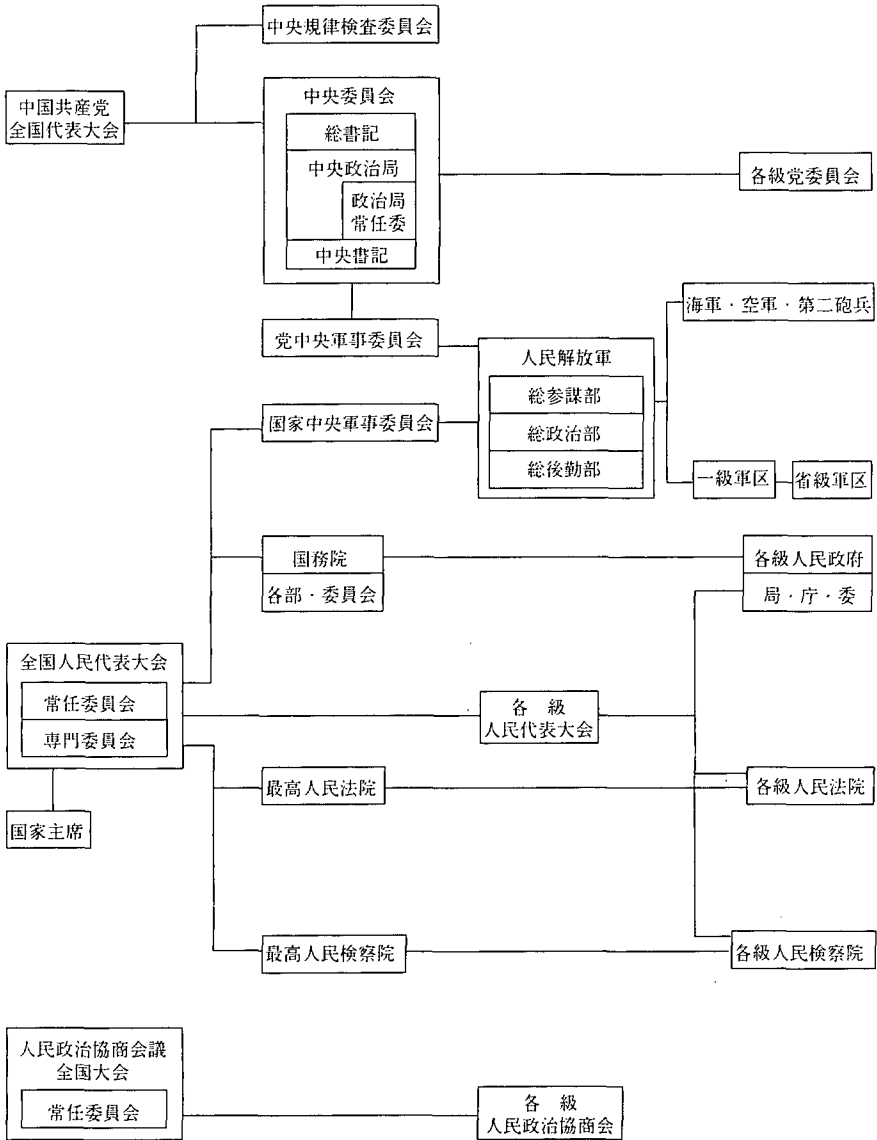 中央規律検査委員会
中国共産党
全国代表大会
中央委員会
総書記
中央政治局
政治局
常任委
中央書記
各級党委員会
党中央軍事委員会
国家中央軍事委員会
人民解放軍
総参謀部
総政治部
総後勤部
海軍・空軍・第二砲兵
一級軍区
省級軍区
国務院
各部・委員会
各級人民政府
局・庁・委
全国人民代表大会
常任委員会
専門委員会
国家主席
各 級
人民代表大会
最高人民法院
各級人民法院
最高人民検察院
各級人民検察院
人民政治協商会議
全国大会
常任委員会
各 級
人民政治協商会